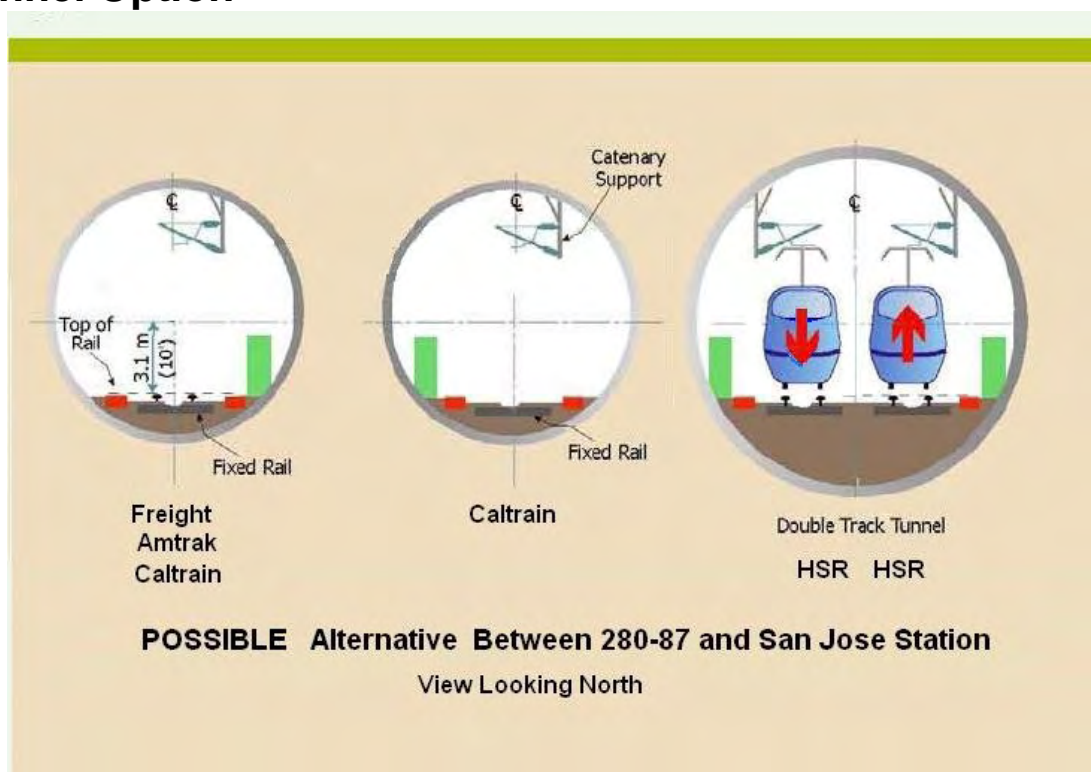 Option
Catenary
Support
℄
℄
℄
Top of
Rail
3.1 m
(10')
Fixed Rail
Fixed Rail
Freight
Amtrak
Caltrain
Caltrain
Double Track Tunnel
HSR HSR
POSSIBLE Alternative Between 280-87 and San Jose Station
View Looking North